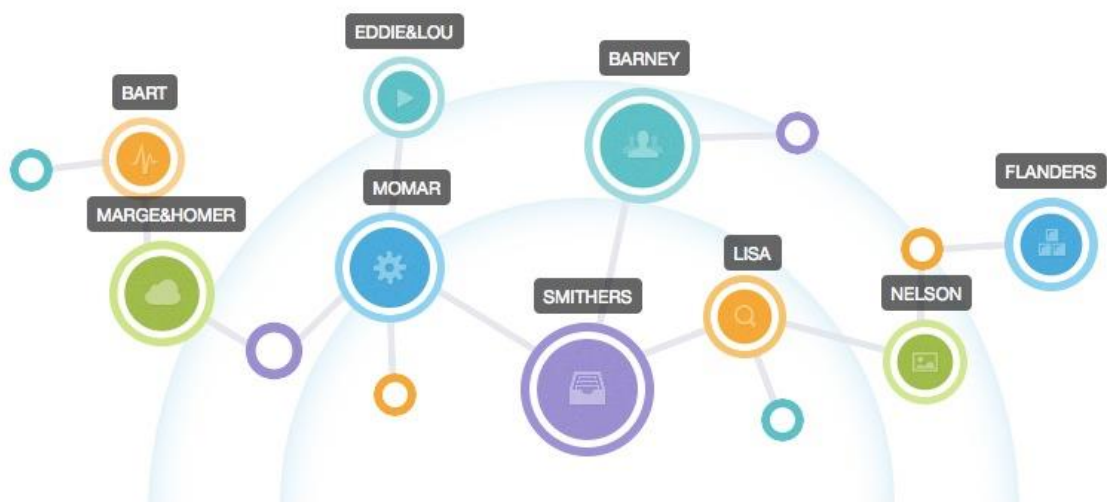 EDDIE&LOU
BARNEY
BART
FLANDERS
MOMAR
MARGE&HOMER
LISA
SMITHERS
NELSON